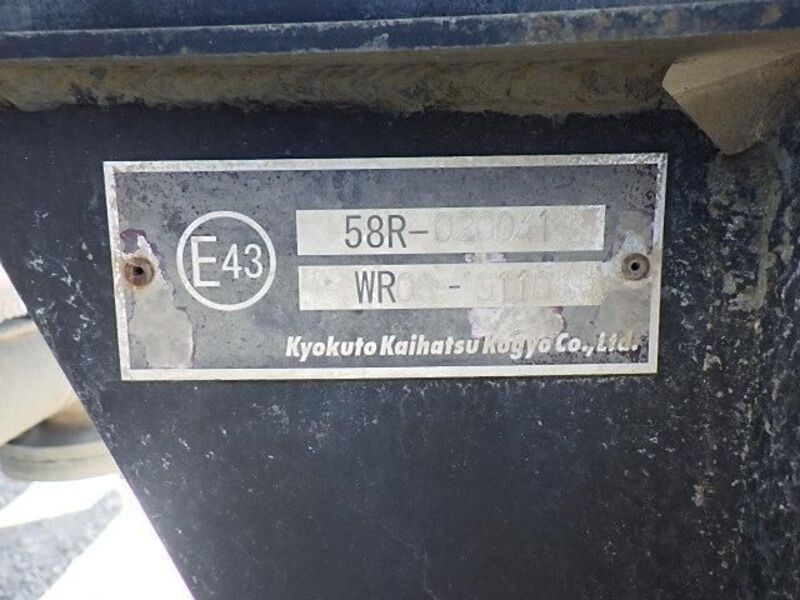 E43
58R-020041
WR
Kyokuto Kaihatsu Kogyo Co., Ltd.